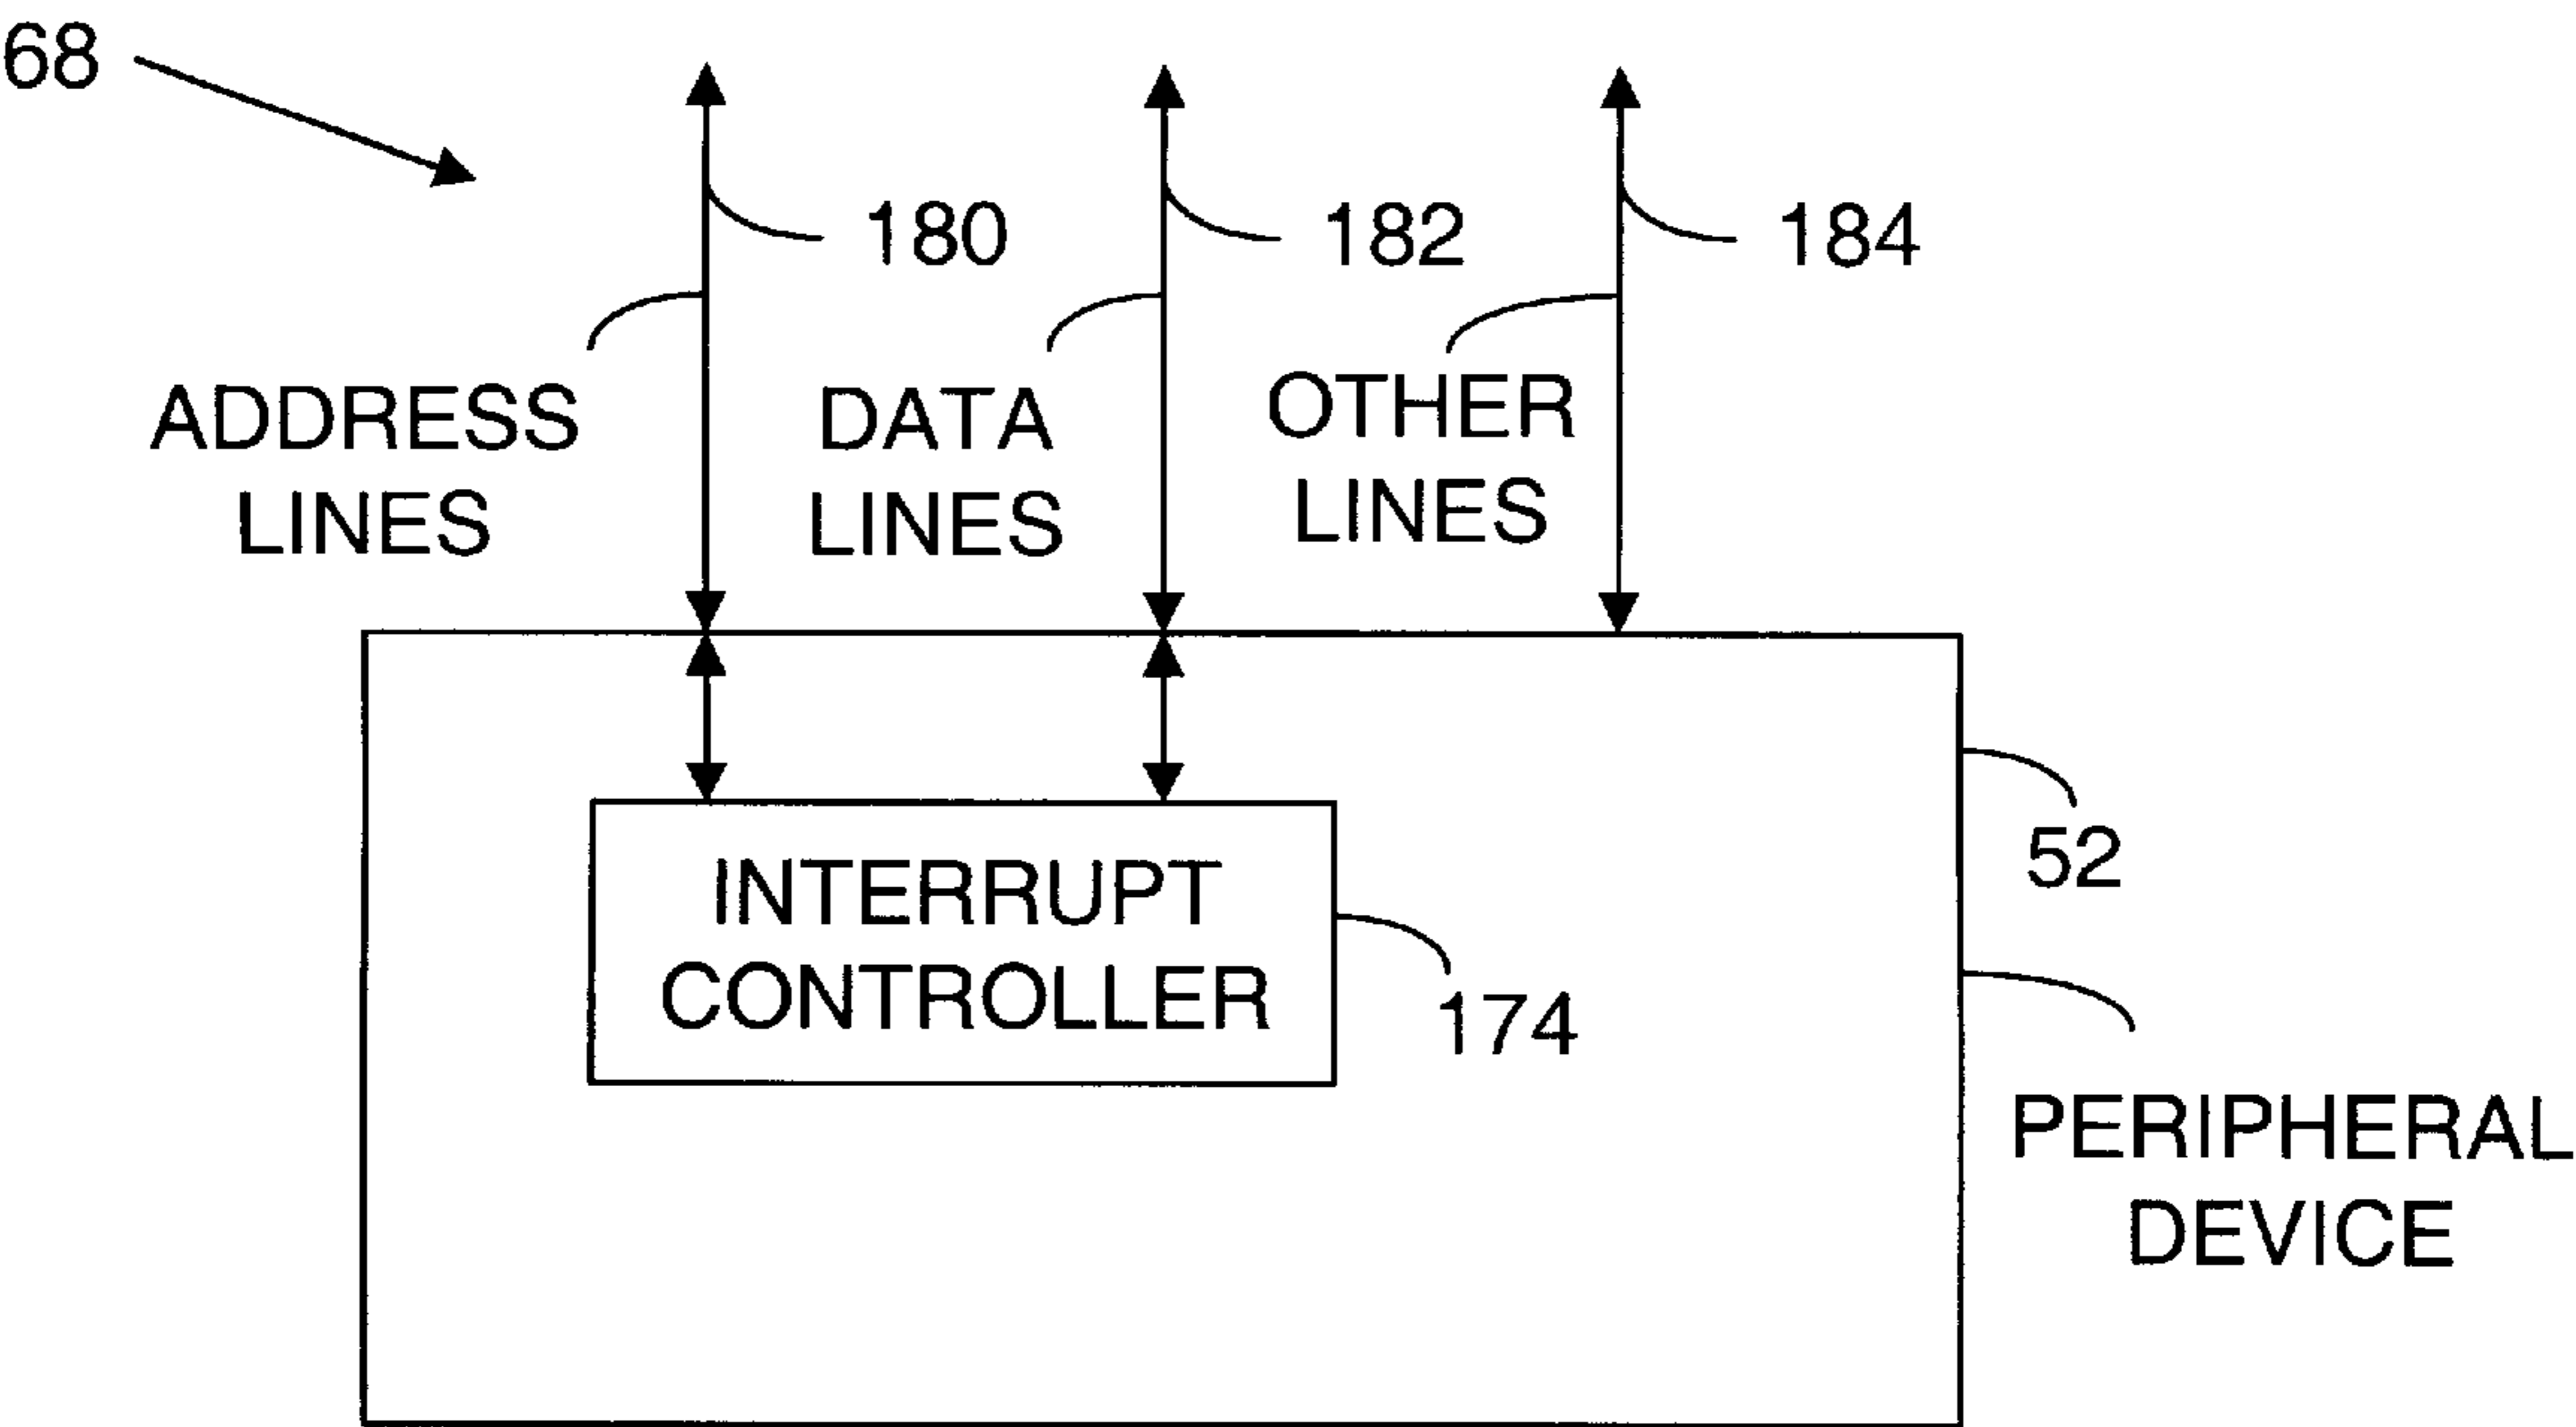 68
180
182
184
ADDRESS
LINES
DATA
LINES
OTHER
LINES
52
INTERRUPT
CONTROLLER
174
PERIPHERAL
DEVICE